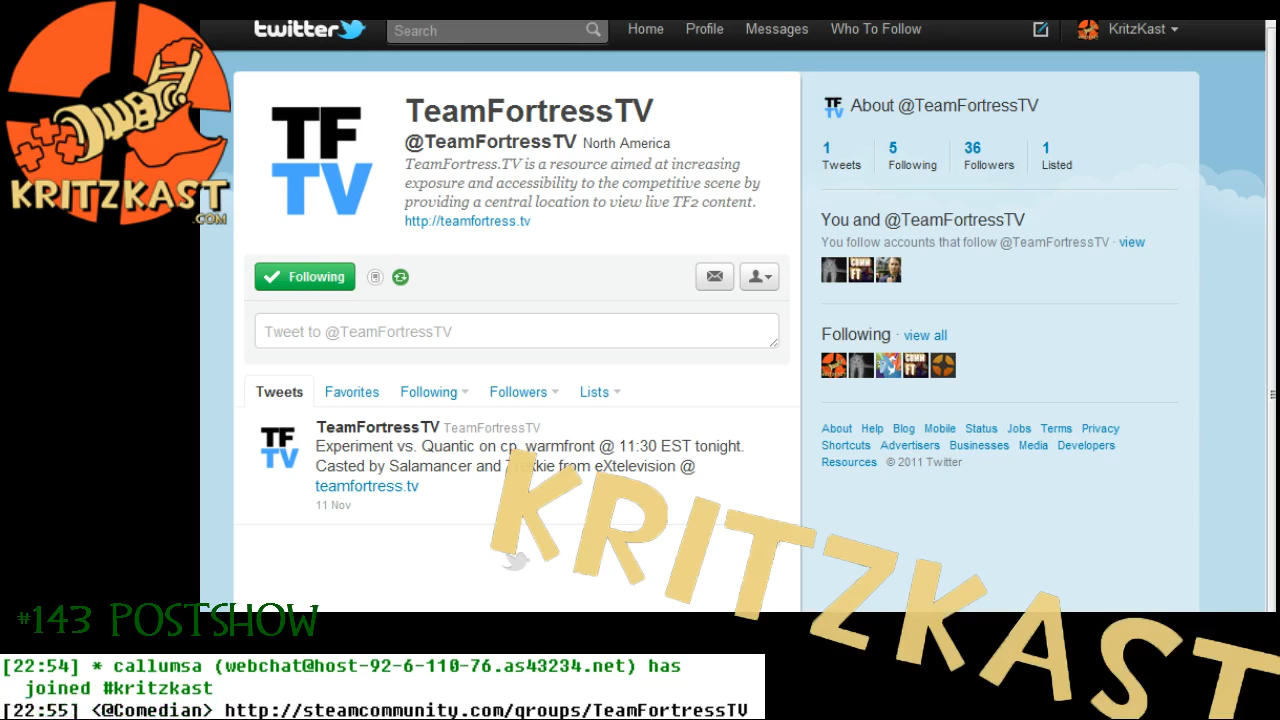 KRITZKAST
.COM
twitter
Search
Home Profile Messages Who To Follow
KritzKast
TF
TV
TeamFortressTV
@TeamFortressTV North America
TeamFortress.TV is a resource aimed at increasing
exposure and accessibility to the competitive scene by
providing a central location to view live TF2 content.
http://teamfortress.tv
Following
Tweet to @TeamFortressTV
Tweets Favorites Following Followers Lists
TF
TV
TeamFortressTV TeamFortressTV
Experiment vs. Quantic on cp_warmfront @ 11:30 EST tonight.
Casted by Salamancer and from eXtelevision @
teamfortress.tv
11 Nov
TF
TV
About @TeamFortressTV
1 5 36 1
Tweets Following Followers Listed
You and @TeamFortressTV
You follow accounts that follow @TeamFortressTV · view
Following · view all
About Help Blog Mobile Status Jobs Terms Privacy
Shortcuts Advertisers Businesses Media Developers
Resources © 2011 Twitter
KRITZKAST
#143 POSTSHOW
[22:54] * callumsa (webchat@host-92-6-110-76.as43234.net) has
joined #kritzkast
[22:55] <@Comedian> http://steamcommunity.com/groups/TeamFortressTV